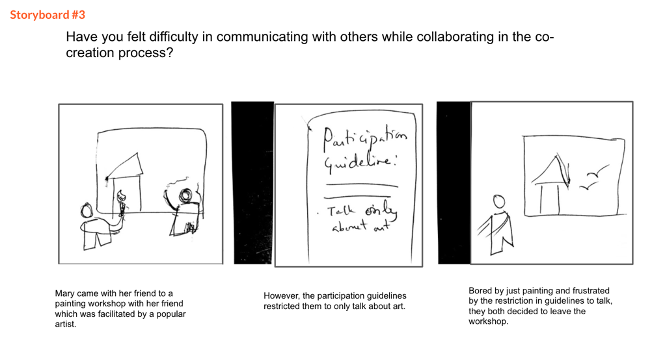 Storyboard #3
Have you felt difficulty in communicating with others while collaborating in the co-
creation process?
Participation
Guideline:
Talk only
about art
Mary came with her friend to a
painting workshop with her friend
which was facilitated by a popular
artist.
However, the participation guidelines
restricted them to only talk about art.
Bored by just painting and frustrated
by the restriction in guidelines to talk,
they both decided to leave the
workshop.